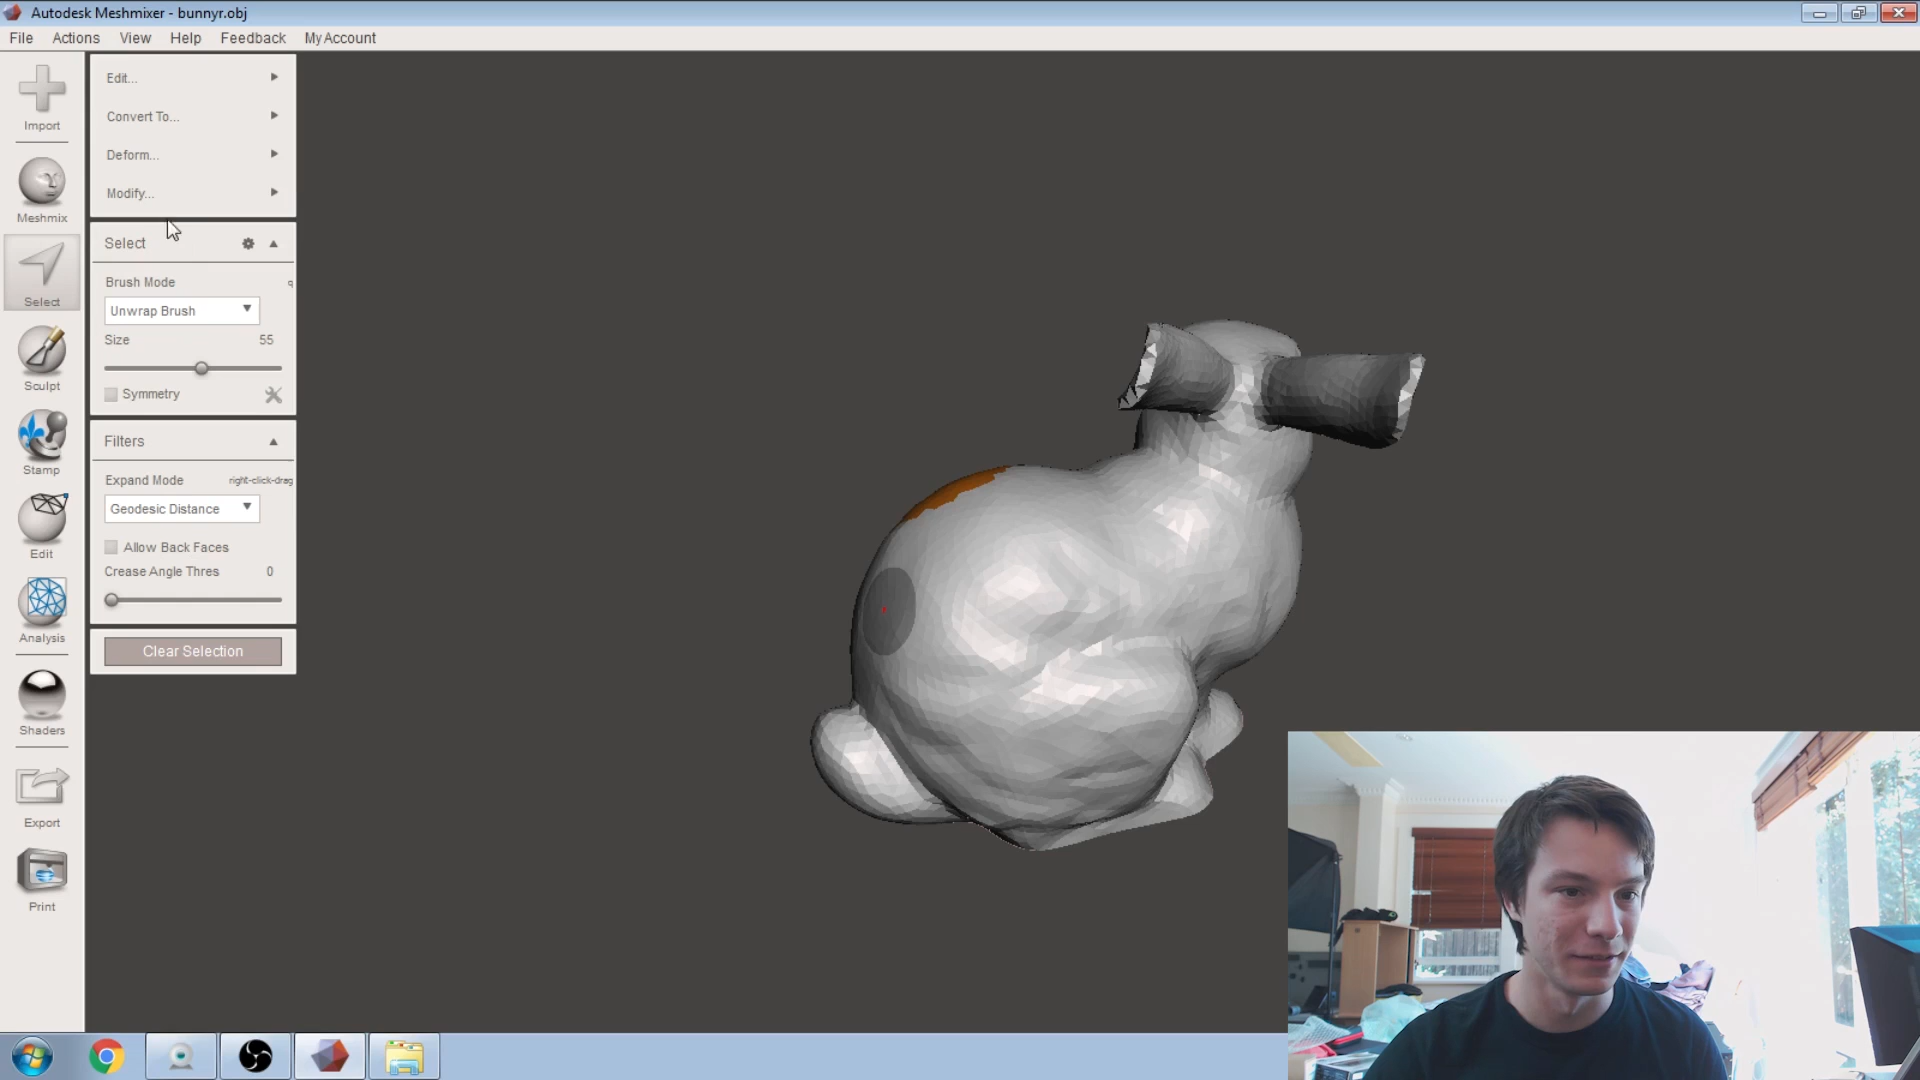 Autodesk Meshmixer - bunnyr.obj
File Actions View Help Feedback My Account
Import
Meshmix
Select
Sculpt
Stamp
Edit
Analysis
Shaders
Export
Print
Edit...
Convert To...
Deform...
Modify...
Select
Brush Mode q
Unwrap Brush
Size 55
Symmetry
Filters
Expand Mode right-click-drag
Geodesic Distance
Allow Back Faces
Crease Angle Thres 0
Clear Selection